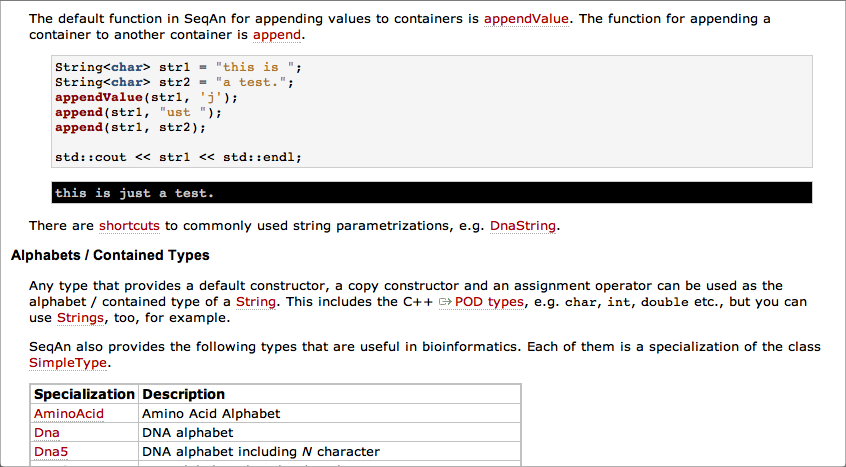 The default function in SeqAn for appending values to containers is appendValue. The function for appending a
container to another container is append.
String<char> str1 = "this is ";
String<char> str2 = "a test.";
appendValue(str1, 'j');
append(str1, "ust ");
append(str1, str2);
std::cout << str1 << std::endl;
this is just a test.
There are shortcuts to commonly used string parametrizations, e.g. DnaString.
Alphabets / Contained Types
Any type that provides a default constructor, a copy constructor and an assignment operator can be used as the
alphabet / contained type of a String. This includes the C++ POD types, e.g. char, int, double etc., but you can
use Strings, too, for example.
SeqAn also provides the following types that are useful in bioinformatics. Each of them is a specialization of the class
SimpleType.
Specialization Description
AminoAcid Amino Acid Alphabet
Dna DNA alphabet
Dna5 DNA alphabet including N character